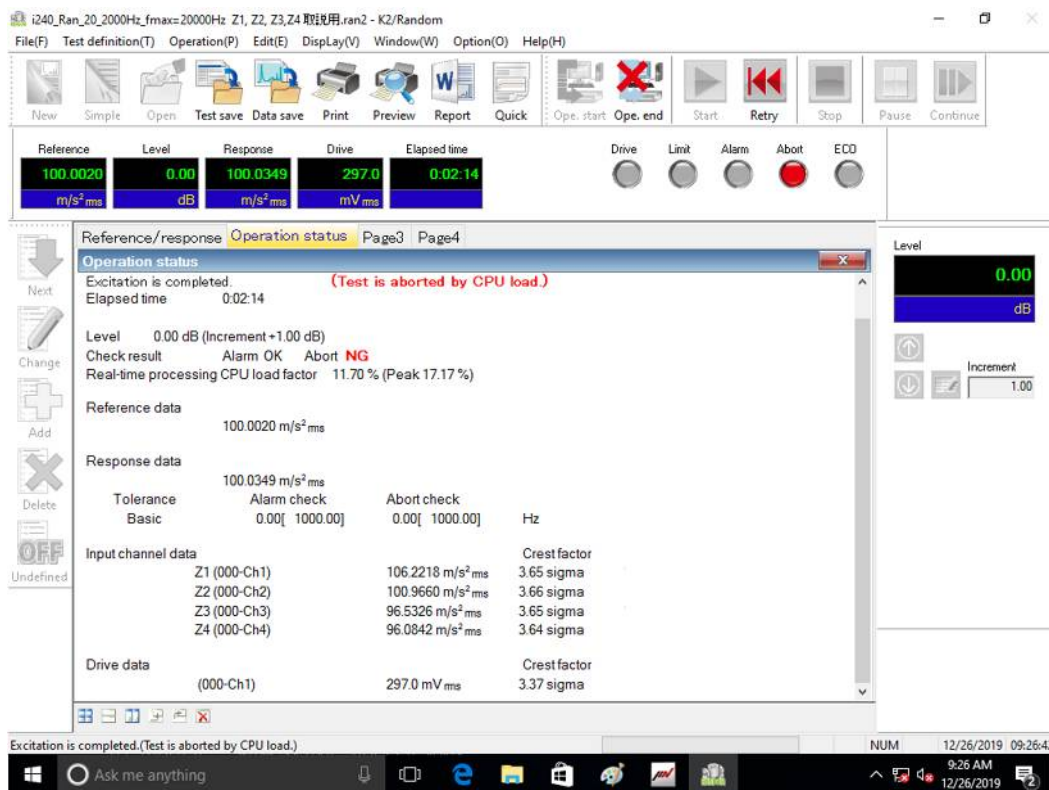 i240_Ran_20_2000Hz_fmax=20000Hz Z1, Z2, Z3,Z4 取説用.ran2 - K2/Random
File(F) Test definition(T) Operation(P) Edit(E) DispLay(V) Window(W) Option(O) Help(H)
New Simple Open Test save Data save Print Preview Report Quick Ope. start Ope. end Start Retry Stop Pause Continue
Reference Level Response Drive Elapsed time Drive Limit Alarm Abort ECO
100.0020 0.00 100.0349 297.0 0:02:14
m/s² rms dB m/s² rms mV rms
Reference/response Operation status Page3 Page4
Operation status
Excitation is completed. (Test is aborted by CPU load.)
Elapsed time 0:02:14
Level 0.00 dB (Increment +1.00 dB)
Check result Alarm OK Abort NG
Real-time processing CPU load factor 11.70 % (Peak 17.17 %)
Reference data
100.0020 m/s² rms
Response data
100.0349 m/s² rms
Tolerance Alarm check Abort check
Basic 0.00[ 1000.00] 0.00[ 1000.00] Hz
Input channel data Crest factor
Z1 (000-Ch1) 106.2218 m/s² rms 3.65 sigma
Z2 (000-Ch2) 100.9660 m/s² rms 3.66 sigma
Z3 (000-Ch3) 96.5326 m/s² rms 3.65 sigma
Z4 (000-Ch4) 96.0842 m/s² rms 3.64 sigma
Drive data Crest factor
(000-Ch1) 297.0 mV rms 3.37 sigma
Next
Change
Add
Delete
OFF
Undefined
Level
0.00
dB
Increment
1.00
Excitation is completed.(Test is aborted by CPU load.) NUM 12/26/2019 09:26:4
Ask me anything
9:26 AM
12/26/2019